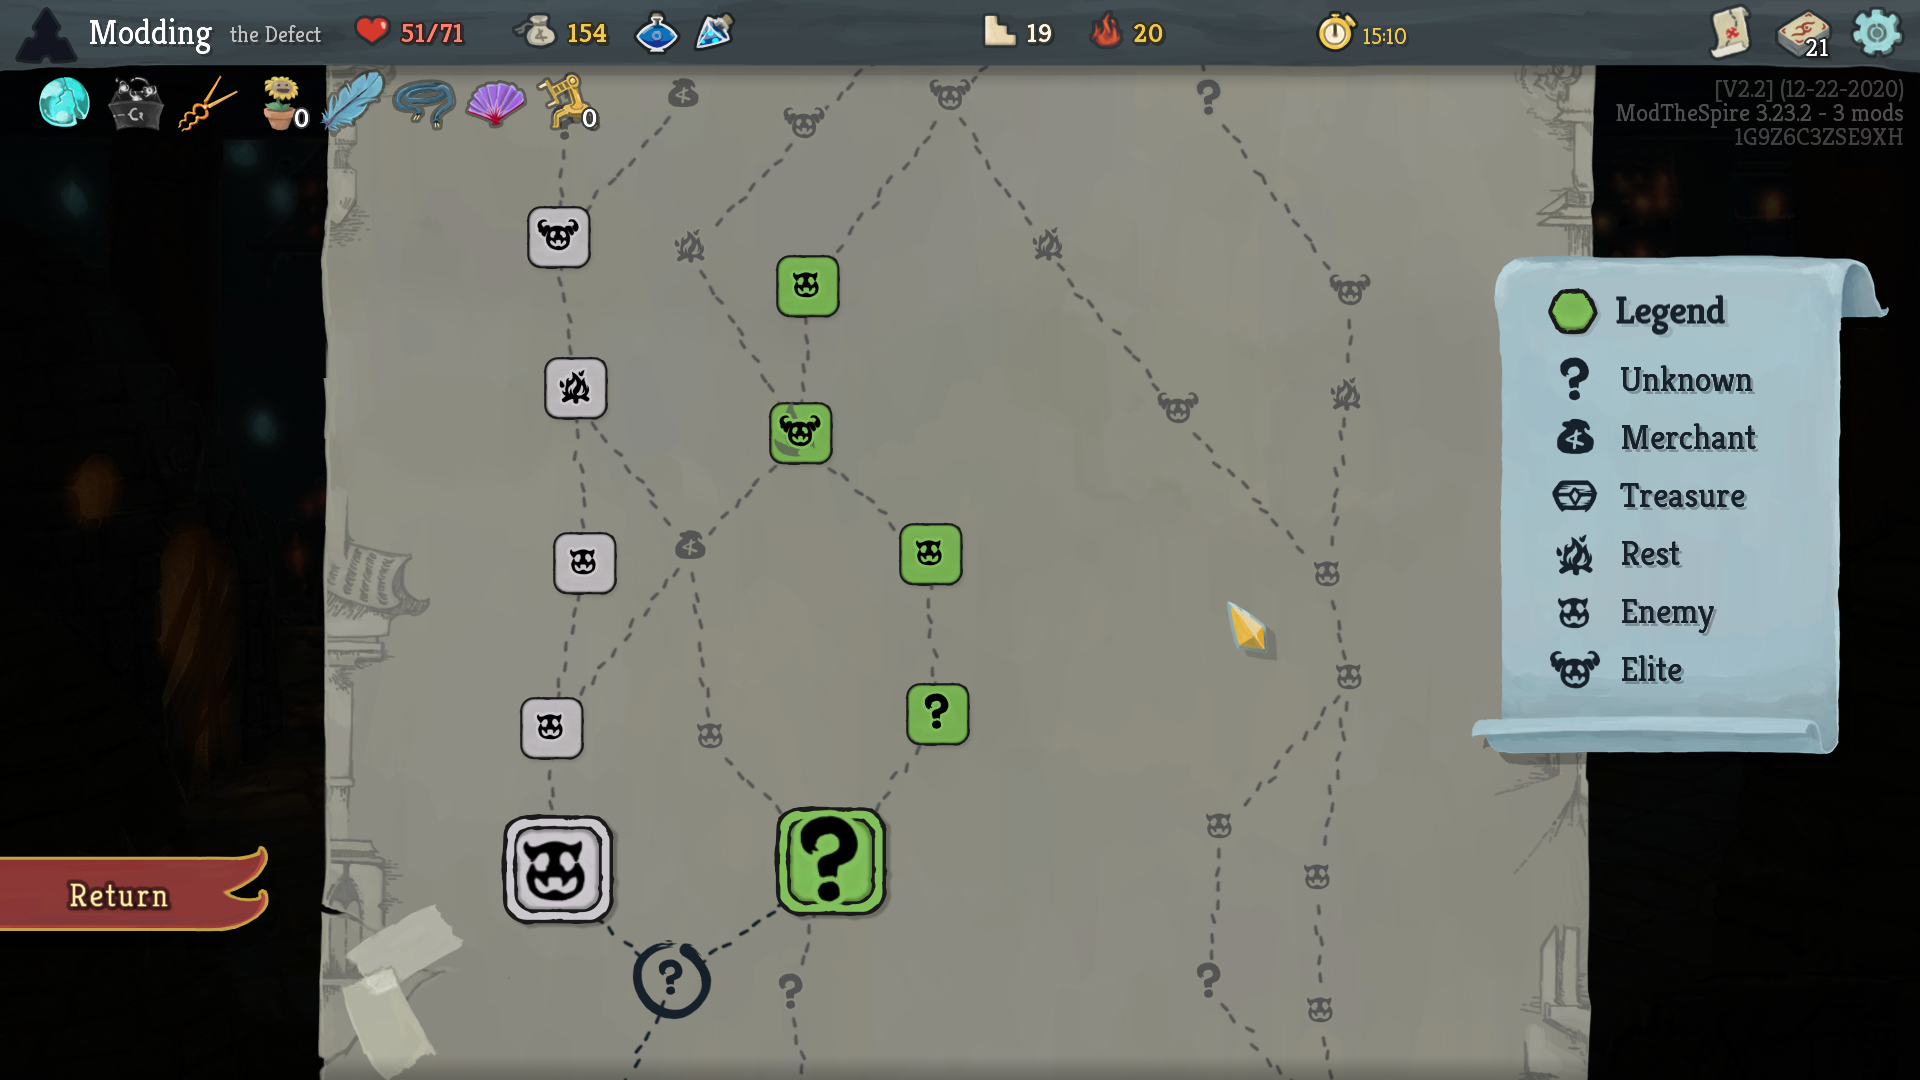 Modding the Defect 51/71 154 19 20 15:10 21
0 0
[V2.2] (12-22-2020)
ModTheSpire 3.23.2 - 3 mods
1G9Z6C3ZSE9XH
Legend
Unknown
Merchant
Treasure
Rest
Enemy
Elite
Return